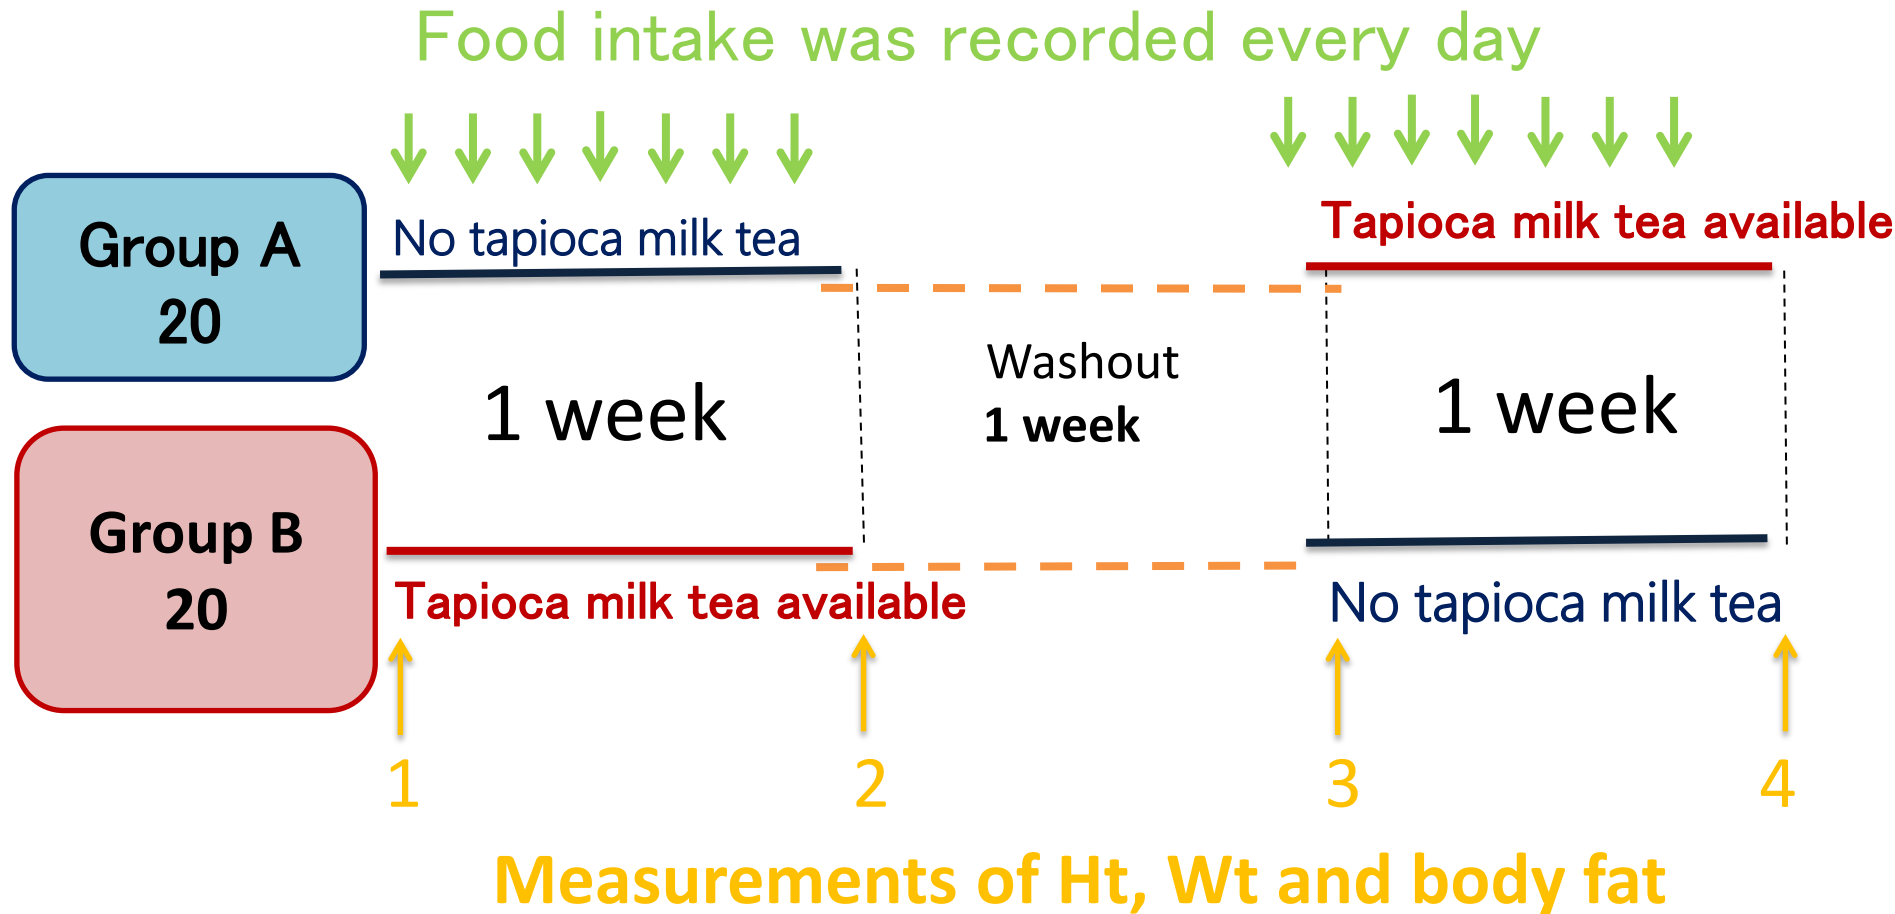 Food intake was recorded every day
Group A
20
No tapioca milk tea
Tapioca milk tea available
1 week
Washout
1 week
1 week
Group B
20
Tapioca milk tea available
No tapioca milk tea
1
2
3
4
Measurements of Ht, Wt and body fat